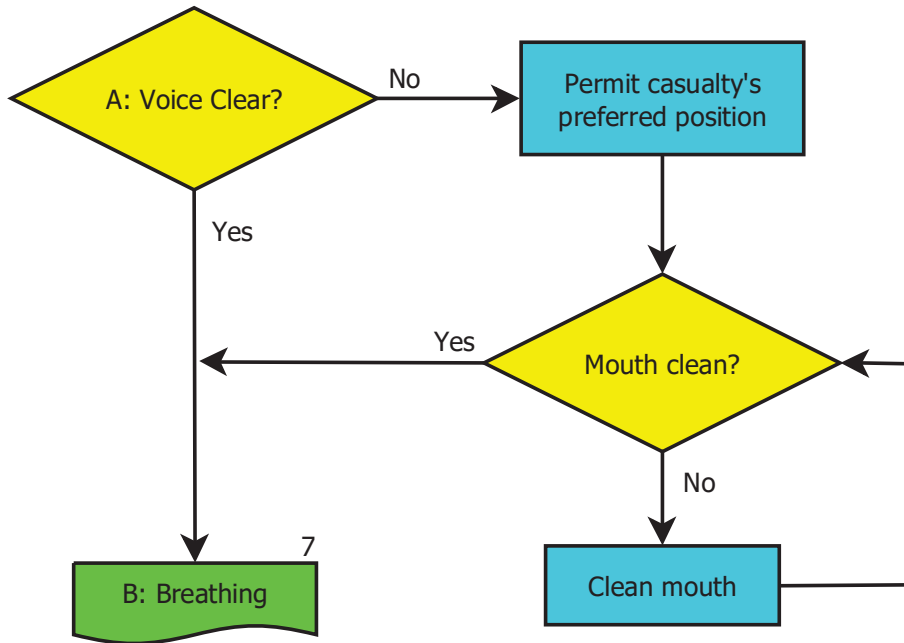 A: Voice Clear?
No
Permit casualty's
preferred position
Yes
Yes
Mouth clean?
No
7
B: Breathing
Clean mouth